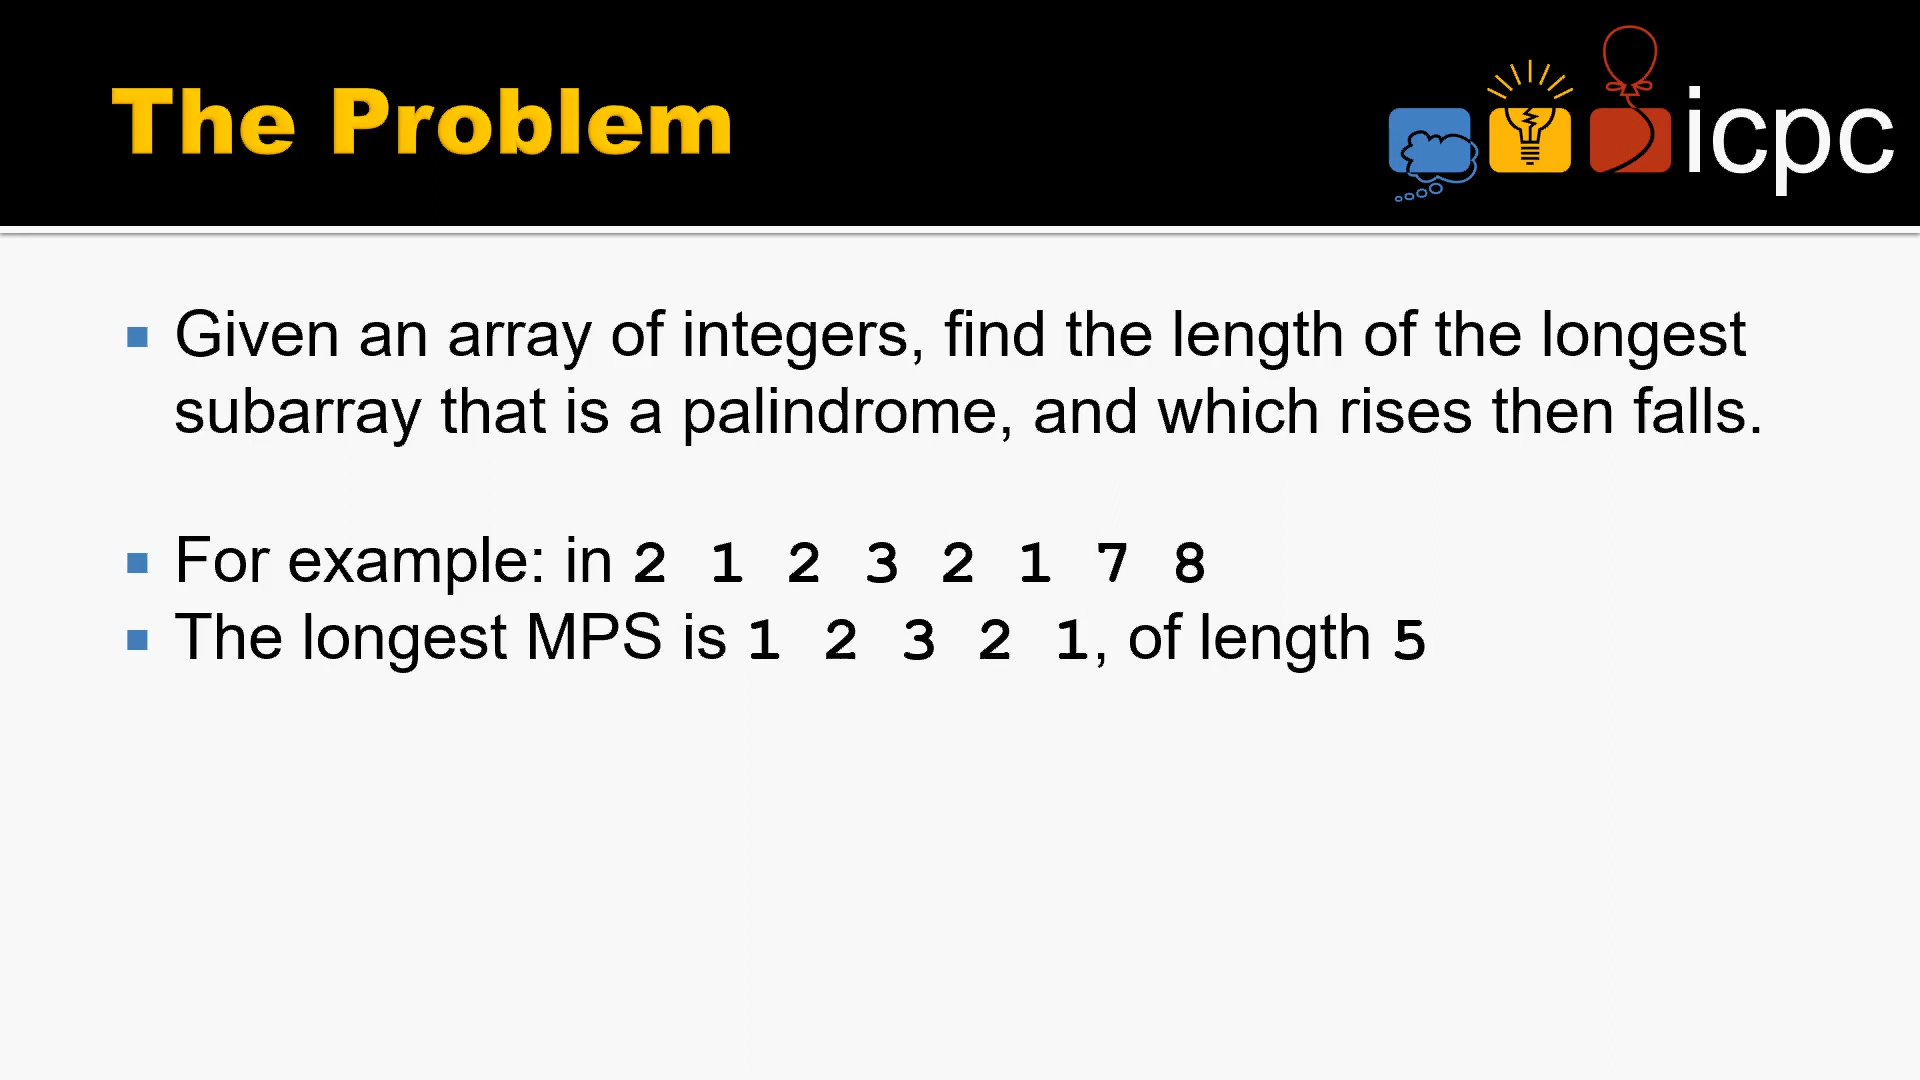 The Problem
icpc
Given an array of integers, find the length of the longest
subarray that is a palindrome, and which rises then falls.
For example: in 2 1 2 3 2 1 7 8
The longest MPS is 1 2 3 2 1, of length 5